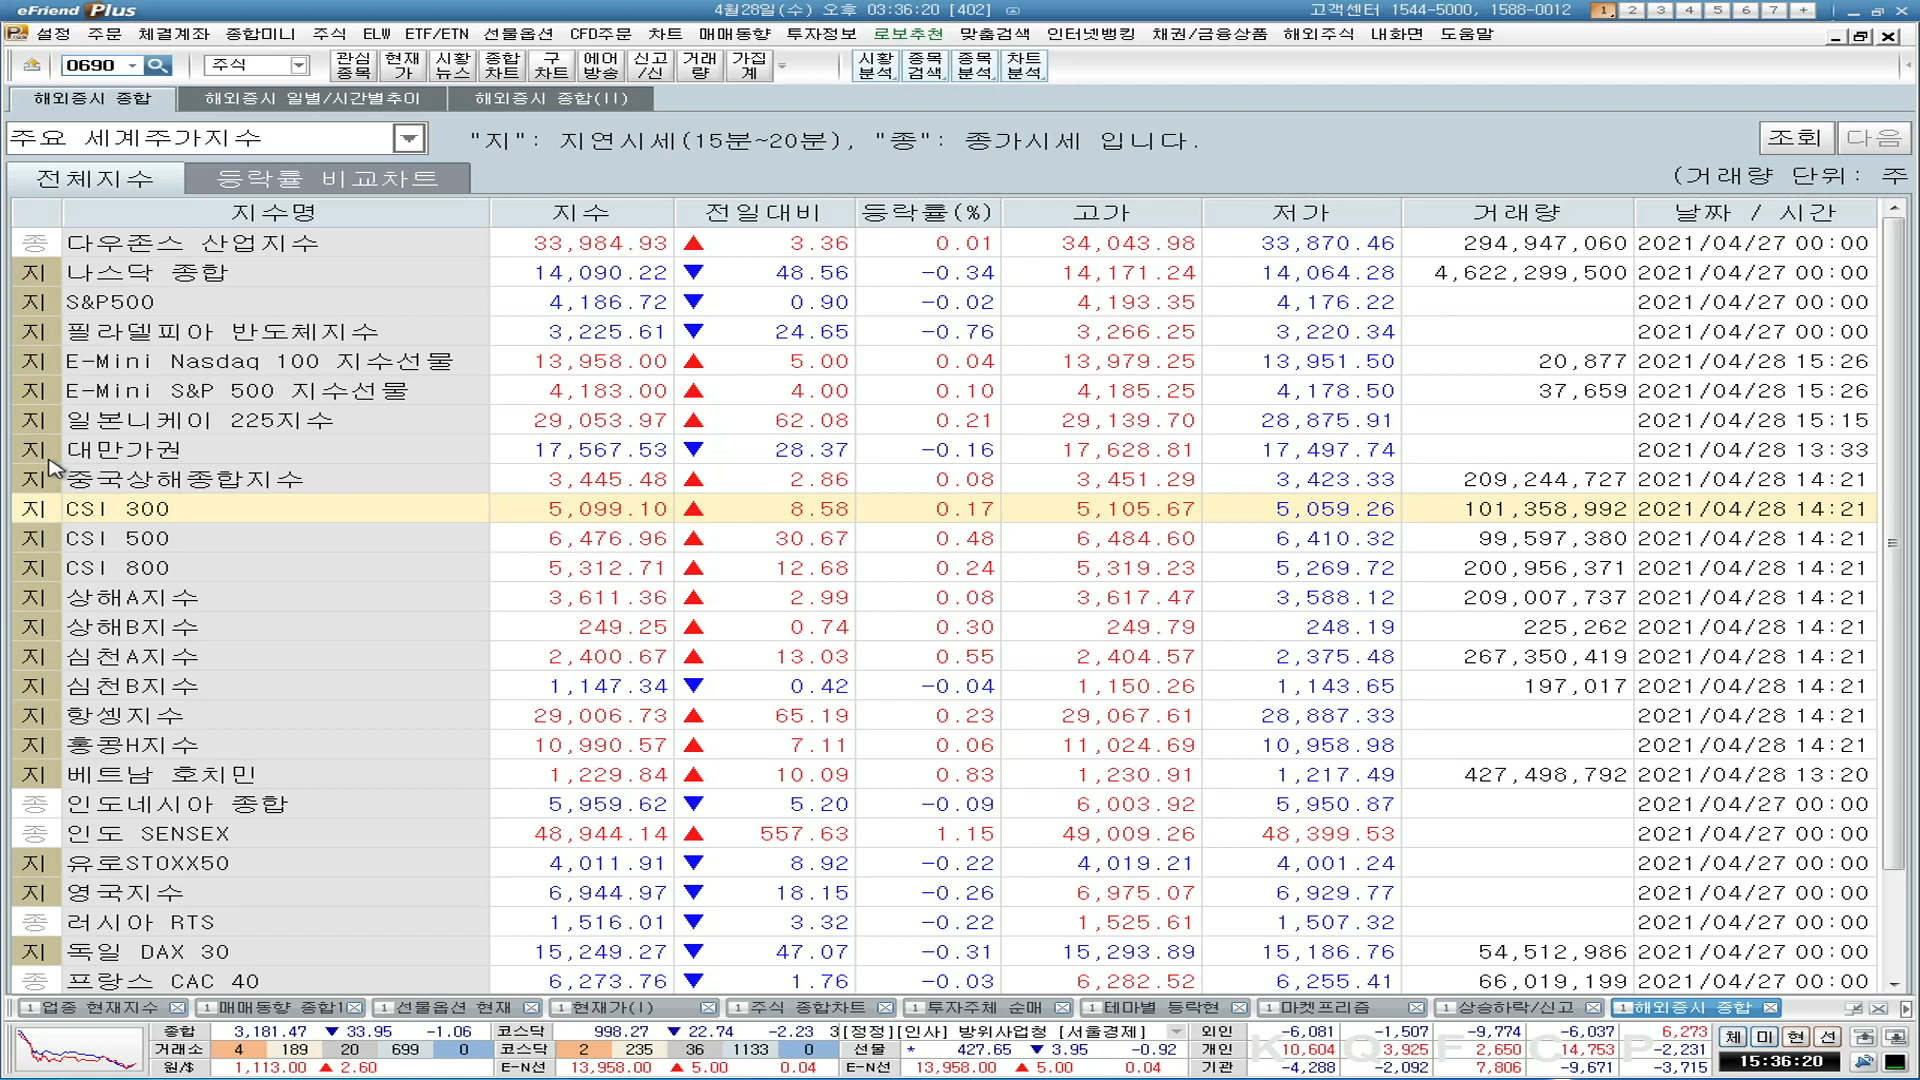 eFriend Plus 4월28일(수) 오후 03:36:20 [402] 고객센터 1544-5000, 1588-0012 1 2 3 4 5 6 7 +
설정 주문 체결계좌 종합미니 주식 ELW ETF/ETN 선물옵션 CFD주문 차트 매매동향 투자정보 로보추천 맞춤검색 인터넷뱅킹 채권/금융상품 해외주식 내화면 도움말
0690 주식 관심종목 현재가 시황뉴스 종합차트 구차트 에어방송 신고/신 거래량 가집계 시황분석 종목검색 종목분석 차트분석
해외증시 종합 해외증시 일별/시간별추이 해외증시 종합(II)
주요 세계주가지수 "지": 지연시세(15분~20분), "종": 종가시세 입니다. 조회 다음
전체지수 등락률 비교차트 (거래량 단위: 주
지수명 지수 전일대비 등락률(%) 고가 저가 거래량 날짜 / 시간
종 다우존스 산업지수 33,984.93 ▲ 3.36 0.01 34,043.98 33,870.46 294,947,060 2021/04/27 00:00
지 나스닥 종합 14,090.22 ▼ 48.56 -0.34 14,171.24 14,064.28 4,622,299,500 2021/04/27 00:00
지 S&P500 4,186.72 ▼ 0.90 -0.02 4,193.35 4,176.22 2021/04/27 00:00
지 필라델피아 반도체지수 3,225.61 ▼ 24.65 -0.76 3,266.25 3,220.34 2021/04/27 00:00
지 E-Mini Nasdaq 100 지수선물 13,958.00 ▲ 5.00 0.04 13,979.25 13,951.50 20,877 2021/04/28 15:26
지 E-Mini S&P 500 지수선물 4,183.00 ▲ 4.00 0.10 4,185.25 4,178.50 37,659 2021/04/28 15:26
지 일본니케이 225지수 29,053.97 ▲ 62.08 0.21 29,139.70 28,875.91 2021/04/28 15:15
지 대만가권 17,567.53 ▼ 28.37 -0.16 17,628.81 17,497.74 2021/04/28 13:33
지 중국상해종합지수 3,445.48 ▲ 2.86 0.08 3,451.29 3,423.33 209,244,727 2021/04/28 14:21
지 CSI 300 5,099.10 ▲ 8.58 0.17 5,105.67 5,059.26 101,358,992 2021/04/28 14:21
지 CSI 500 6,476.96 ▲ 30.67 0.48 6,484.60 6,410.32 99,597,380 2021/04/28 14:21
지 CSI 800 5,312.71 ▲ 12.68 0.24 5,319.23 5,269.72 200,956,371 2021/04/28 14:21
지 상해A지수 3,611.36 ▲ 2.99 0.08 3,617.47 3,588.12 209,007,737 2021/04/28 14:21
지 상해B지수 249.25 ▲ 0.74 0.30 249.79 248.19 225,262 2021/04/28 14:21
지 심천A지수 2,400.67 ▲ 13.03 0.55 2,404.57 2,375.48 267,350,419 2021/04/28 14:21
지 심천B지수 1,147.34 ▼ 0.42 -0.04 1,150.26 1,143.65 197,017 2021/04/28 14:21
지 항셍지수 29,006.73 ▲ 65.19 0.23 29,067.61 28,887.33 2021/04/28 14:21
지 홍콩H지수 10,990.57 ▲ 7.11 0.06 11,024.69 10,958.98 2021/04/28 14:21
지 베트남 호치민 1,229.84 ▲ 10.09 0.83 1,230.91 1,217.49 427,498,792 2021/04/28 13:20
종 인도네시아 종합 5,959.62 ▼ 5.20 -0.09 6,003.92 5,950.87 2021/04/27 00:00
종 인도 SENSEX 48,944.14 ▲ 557.63 1.15 49,009.26 48,399.53 2021/04/27 00:00
지 유로STOXX50 4,011.91 ▼ 8.92 -0.22 4,019.21 4,001.24 2021/04/27 00:00
지 영국지수 6,944.97 ▼ 18.15 -0.26 6,975.07 6,929.77 2021/04/27 00:00
종 러시아 RTS 1,516.01 ▼ 3.32 -0.22 1,525.61 1,507.32 2021/04/27 00:00
지 독일 DAX 30 15,249.27 ▼ 47.07 -0.31 15,293.89 15,186.76 54,512,986 2021/04/27 00:00
종 프랑스 CAC 40 6,273.76 ▼ 1.76 -0.03 6,282.52 6,255.41 66,019,199 2021/04/27 00:00
1 업종 현재지수 1 매매동향 종합1 1 선물옵션 현재 1 현재가(I) 1 주식 종합차트 1 투자주체 순매 1 테마별 등락현 1 마켓프리즘 1 상승하락/신고 1 해외증시 종합
종합 3,181.47 ▼ 33.95 -1.06 코스닥 998.27 ▼ 22.74 -2.23 3 [정정][인사] 방위사업청 [서울경제] 외인 -6,081 -1,507 -9,774 -6,037 6,273 체 미 현 선
거래소 4 189 20 699 0 코스닥 2 235 36 1133 0 선물 * 427.65 ▼ 3.95 -0.92 개인 10,604 3,925 2,650 14,753 -2,231
원/$ 1,113.00 ▲ 2.60 E-N선 13,958.00 ▲ 5.00 0.04 E-N선 13,958.00 ▲ 5.00 0.04 기관 -4,288 -2,092 7,806 -9,671 -3,715 15:36:20
K Q F C P